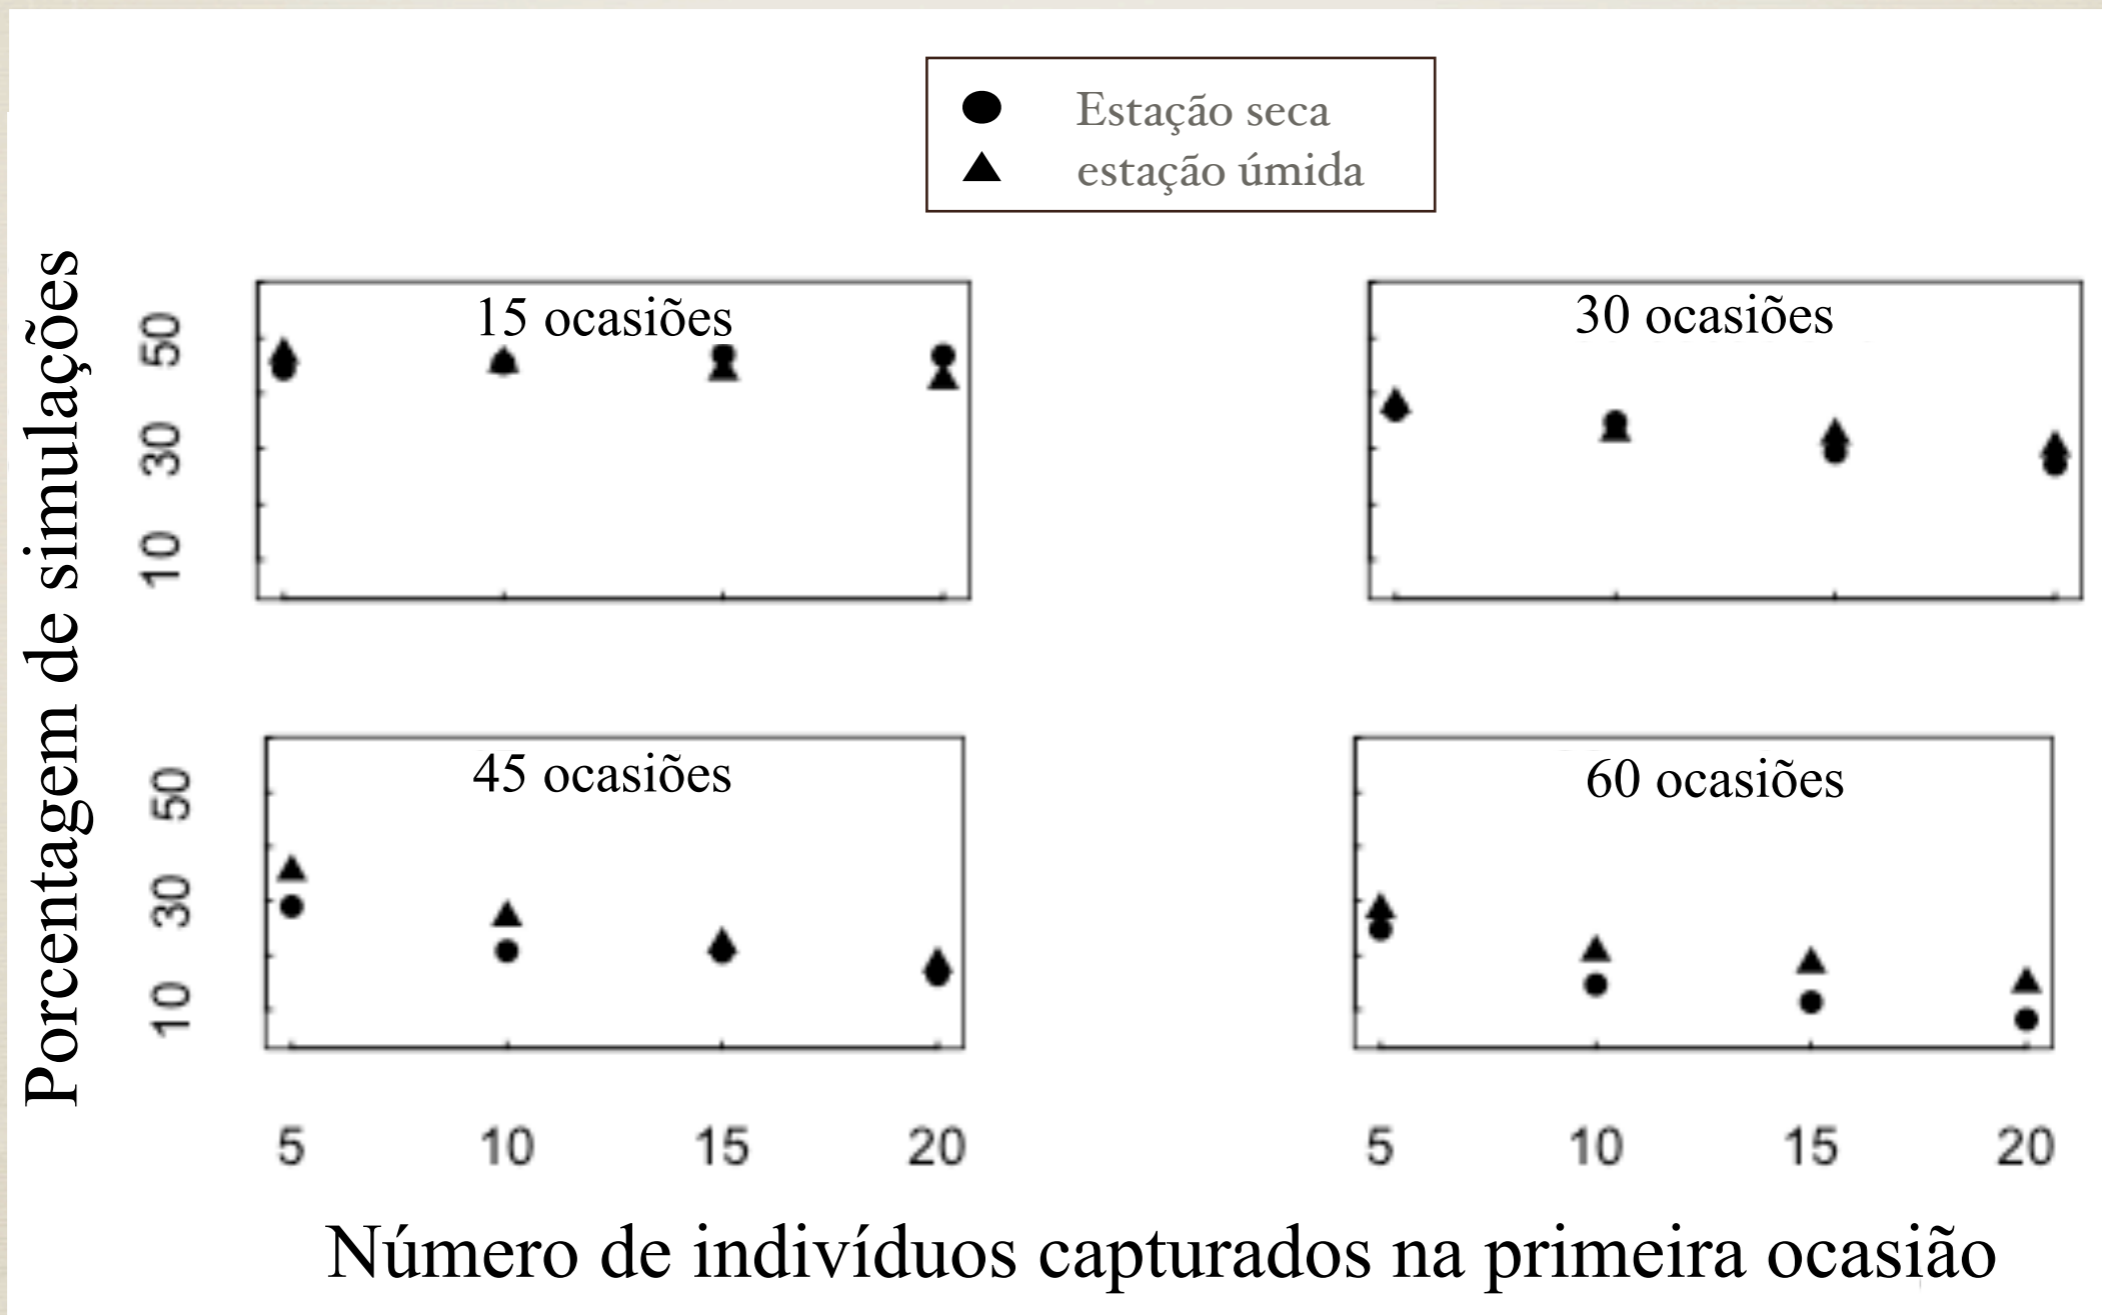 Estação seca
estação úmida
Porcentagem de simulações
15 ocasiões
50
30
10
30 ocasiões
45 ocasiões
50
30
10
60 ocasiões
5 10 15 20
5 10 15 20
Número de indivíduos capturados na primeira ocasião